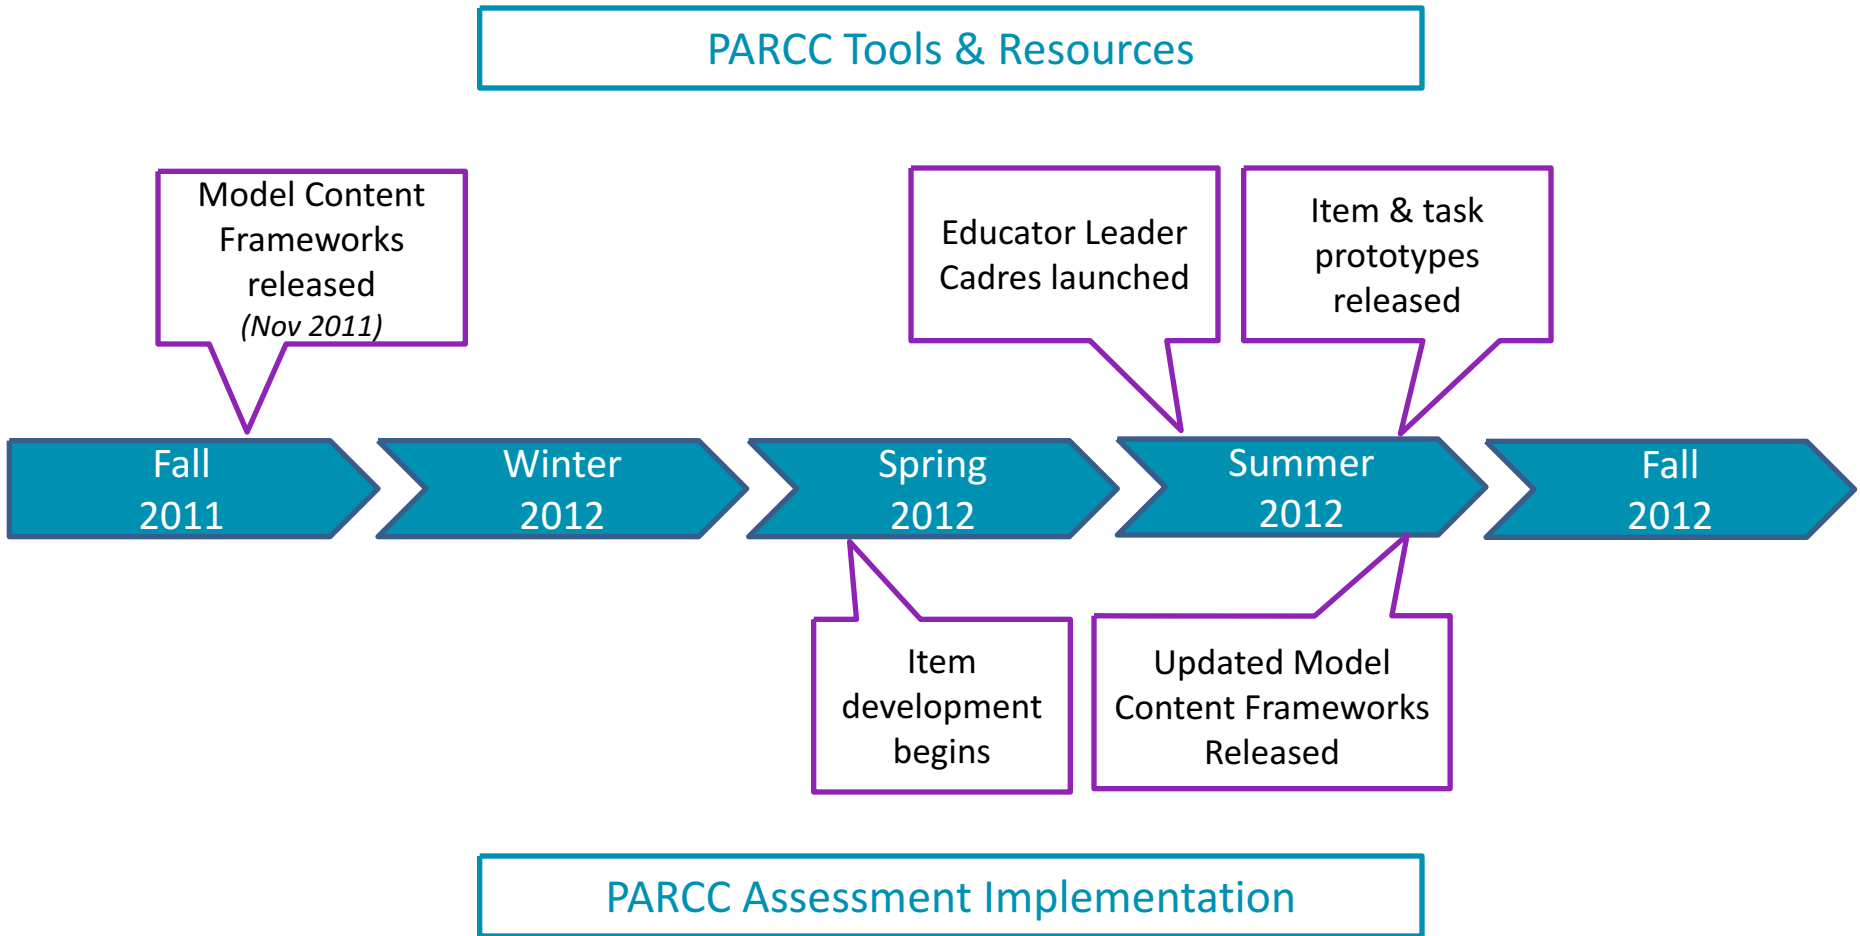 PARCC Tools & Resources
Model Content
Frameworks
released
(Nov 2011)
Educator Leader
Cadres launched
Item & task
prototypes
released
Fall
2011
Winter
2012
Spring
2012
Summer
2012
Fall
2012
Item
development
begins
Updated Model
Content Frameworks
Released
PARCC Assessment Implementation